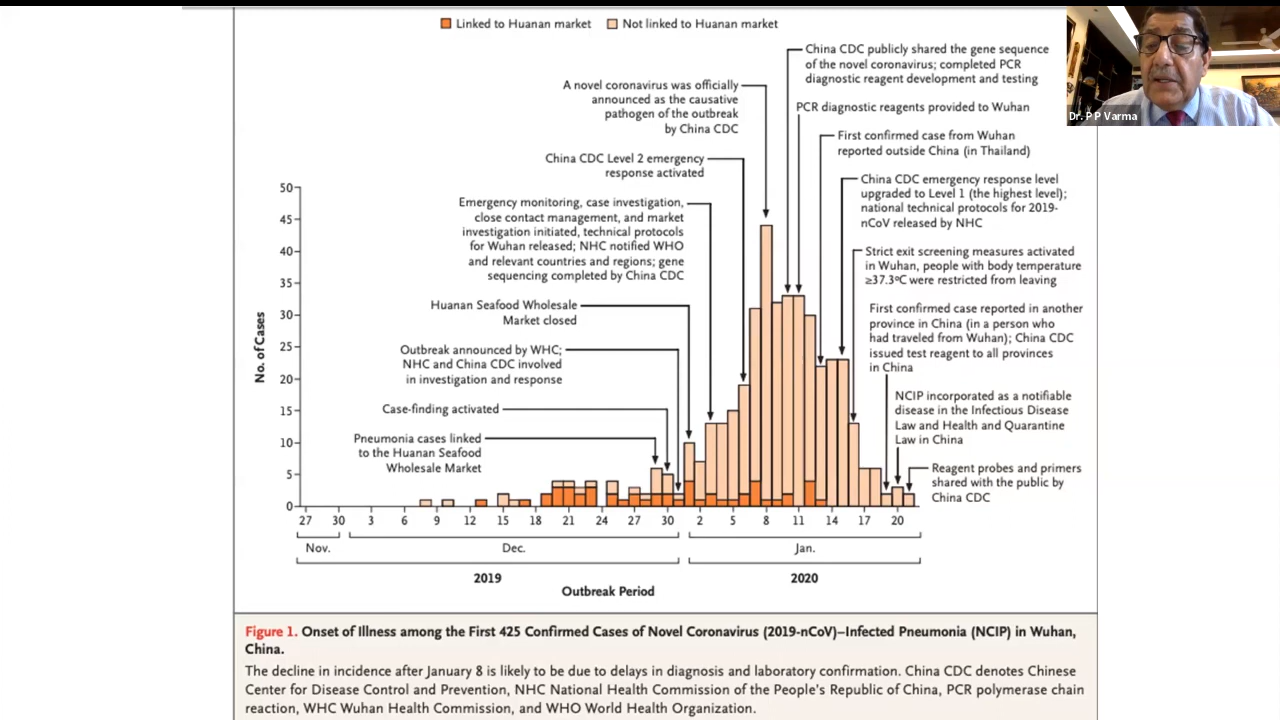 Linked to Huanan market
Not linked to Huanan market
China CDC publicly shared the gene sequence
of the novel coronavirus; completed PCR
diagnostic reagent development and testing
A novel coronavirus was officially
announced as the causative
pathogen of the outbreak
by China CDC
PCR diagnostic reagents provided to Wuhan
Dr. P P Varma
First confirmed case from Wuhan
reported outside China (in Thailand)
China CDC Level 2 emergency
response activated
China CDC emergency response level
upgraded to Level 1 (the highest level);
national technical protocols for 2019-
nCoV released by NHC
Emergency monitoring, case investigation,
close contact management, and market
investigation initiated, technical protocols
for Wuhan released; NHC notified WHO
and relevant countries and regions; gene
sequencing completed by China CDC
Strict exit screening measures activated
in Wuhan, people with body temperature
≥37.3ºC were restricted from leaving
Huanan Seafood Wholesale
Market closed
First confirmed case reported in another
province in China (in a person who
had traveled from Wuhan); China CDC
issued test reagent to all provinces
in China
Outbreak announced by WHC;
NHC and China CDC involved
in investigation and response
NCIP incorporated as a notifiable
disease in the Infectious Disease
Law and Health and Quarantine
Law in China
Case-finding activated
Pneumonia cases linked
to the Huanan Seafood
Wholesale Market
Reagent probes and primers
shared with the public by
China CDC
No. of Cases
50
45
40
35
30
25
20
15
10
5
0
27 30 3 6 9 12 15 18 21 24 27 30 2 5 8 11 14 17 20
Nov. Dec. Jan.
2019 2020
Outbreak Period
Figure 1. Onset of Illness among the First 425 Confirmed Cases of Novel Coronavirus (2019-nCoV)–Infected Pneumonia (NCIP) in Wuhan,
China.
The decline in incidence after January 8 is likely to be due to delays in diagnosis and laboratory confirmation. China CDC denotes Chinese
Center for Disease Control and Prevention, NHC National Health Commission of the People's Republic of China, PCR polymerase chain
reaction, WHC Wuhan Health Commission, and WHO World Health Organization.